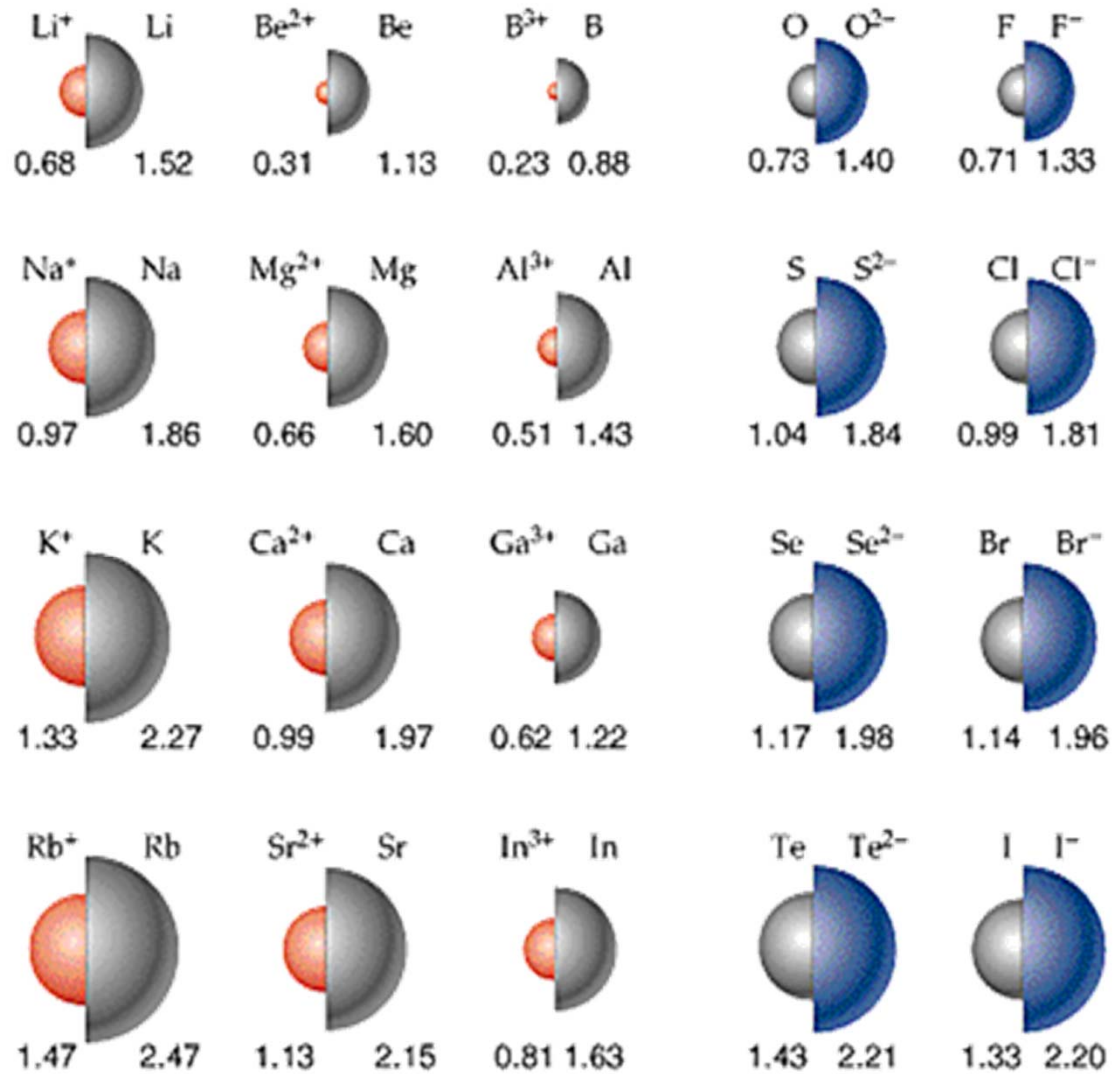 Li⁺ Li Be²⁺ Be B³⁺ B O O²⁻ F F⁻
0.68 1.52 0.31 1.13 0.23 0.88 0.73 1.40 0.71 1.33
Na⁺ Na Mg²⁺ Mg Al³⁺ Al S S²⁻ Cl Cl⁻
0.97 1.86 0.66 1.60 0.51 1.43 1.04 1.84 0.99 1.81
K⁺ K Ca²⁺ Ca Ga³⁺ Ga Se Se²⁻ Br Br⁻
1.33 2.27 0.99 1.97 0.62 1.22 1.17 1.98 1.14 1.96
Rb⁺ Rb Sr²⁺ Sr In³⁺ In Te Te²⁻ I I⁻
1.47 2.47 1.13 2.15 0.81 1.63 1.43 2.21 1.33 2.20